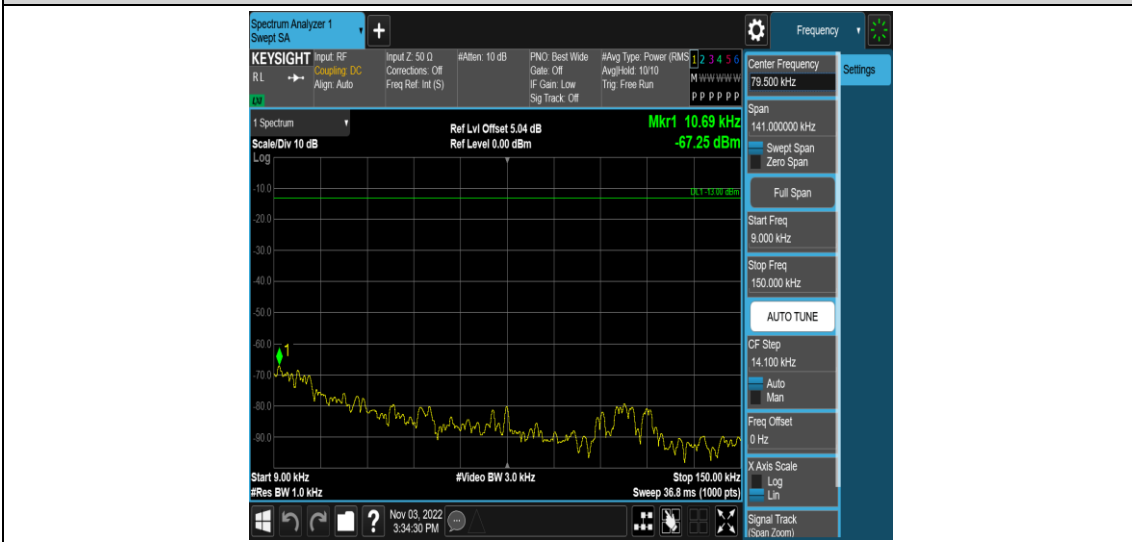 Spectrum Analyzer 1
Swept SA
+
Frequency
KEYSIGHT
R L
LXI
Input: RF
Coupling: DC
Align: Auto
Input Z: 50 Ω
Corrections: Off
Freq Ref: Int (S)
#Atten: 10 dB
PNO: Best Wide
Gate: Off
IF Gain: Low
Sig Track: Off
#Avg Type: Power (RMS
Avg|Hold: 10/10
Trig: Free Run
1 2 3 4 5 6
M W W W W W
P P P P P P
1 Spectrum
Scale/Div 10 dB
Log
Ref Lvl Offset 5.04 dB
Ref Level 0.00 dBm
Mkr1 10.69 kHz
-67.25 dBm
DL1 -13.00 dBm
-10.0
-20.0
-30.0
-40.0
-50.0
-60.0
-70.0
-80.0
-90.0
1
Start 9.00 kHz
#Res BW 1.0 kHz
#Video BW 3.0 kHz
Stop 150.00 kHz
Sweep 36.8 ms (1000 pts)
Center Frequency
79.500 kHz
Settings
Span
141.000000 kHz
Swept Span
Zero Span
Full Span
Start Freq
9.000 kHz
Stop Freq
150.000 kHz
AUTO TUNE
CF Step
14.100 kHz
Auto
Man
Freq Offset
0 Hz
X Axis Scale
Log
Lin
Signal Track
(Span Zoom)
?
Nov 03, 2022
3:34:30 PM